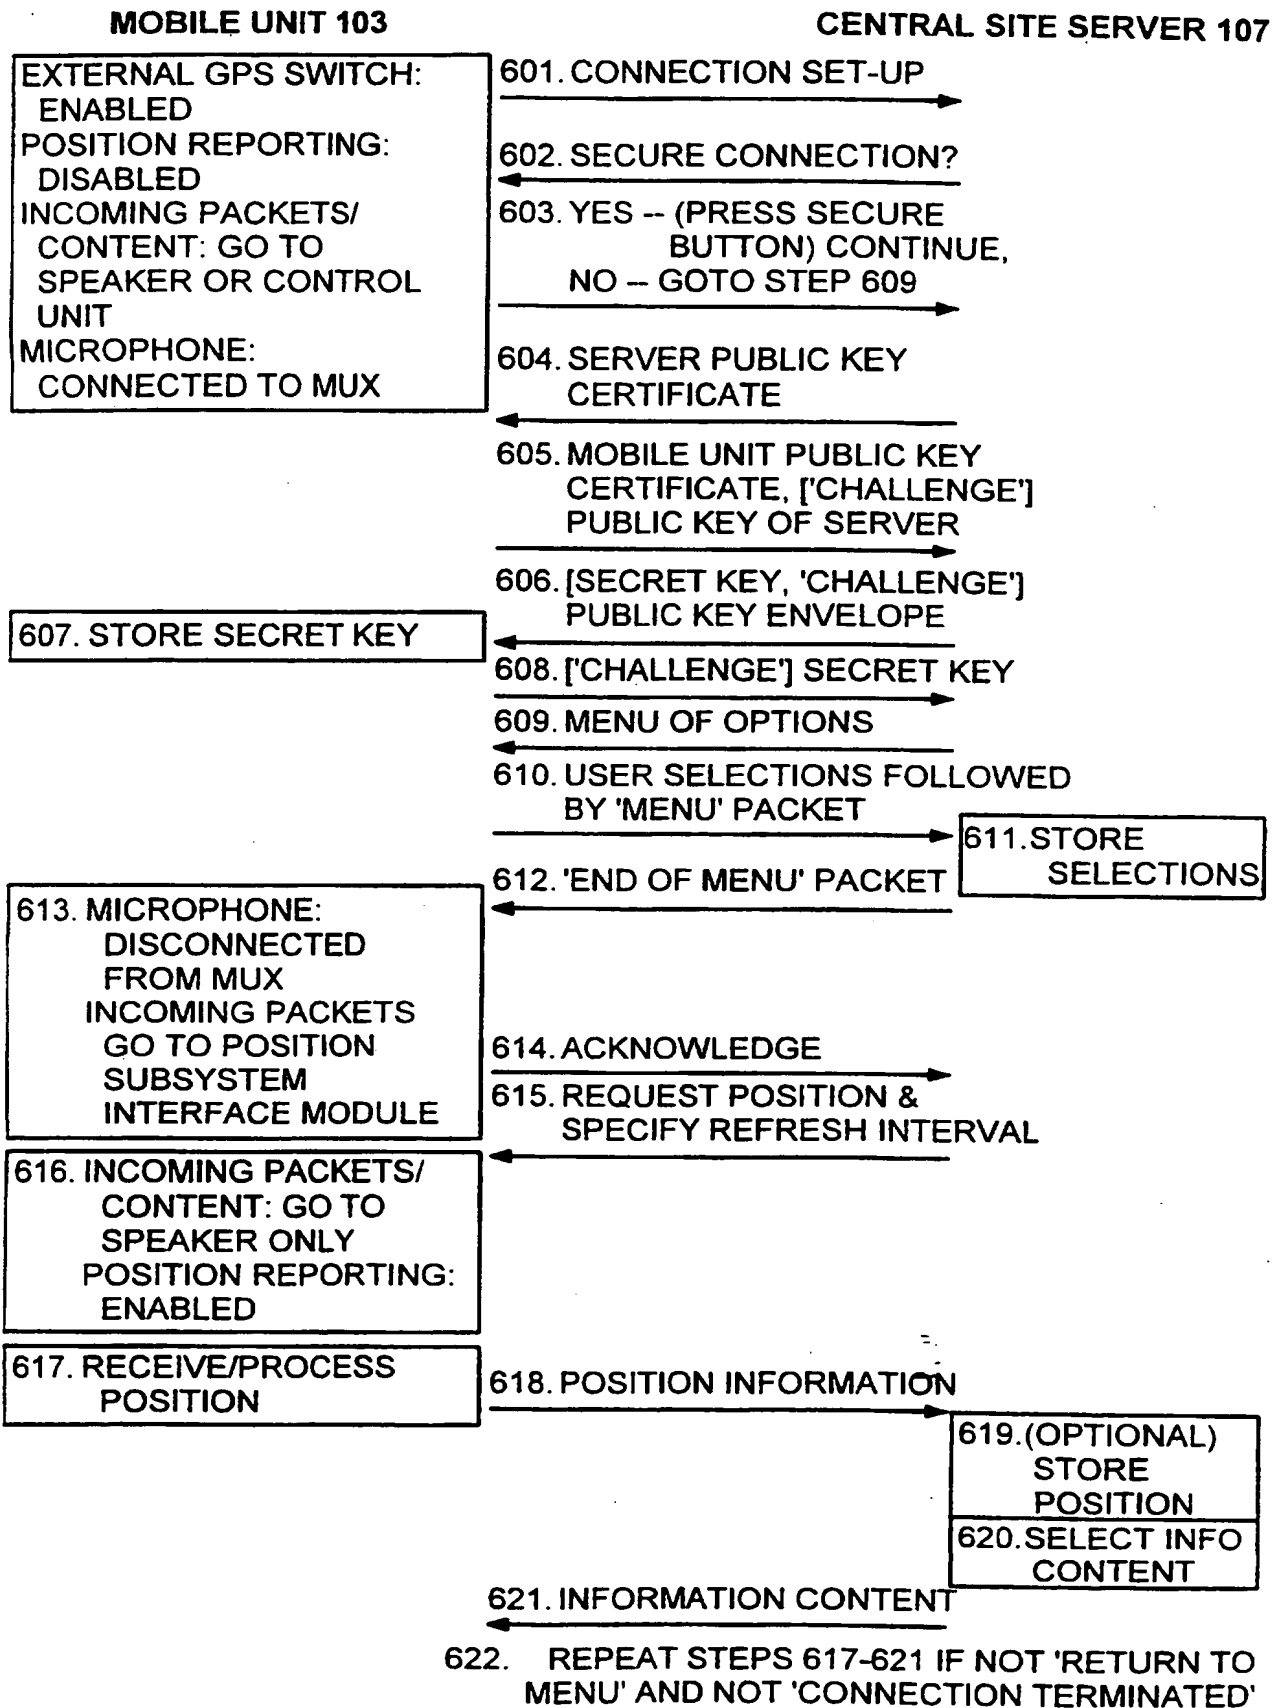 MOBILE UNIT 103
CENTRAL SITE SERVER 107
EXTERNAL GPS SWITCH:
ENABLED
POSITION REPORTING:
DISABLED
INCOMING PACKETS/
CONTENT: GO TO
SPEAKER OR CONTROL
UNIT
MICROPHONE:
CONNECTED TO MUX
601. CONNECTION SET-UP
602. SECURE CONNECTION?
603. YES -- (PRESS SECURE
BUTTON) CONTINUE,
NO -- GOTO STEP 609
604. SERVER PUBLIC KEY
CERTIFICATE
605. MOBILE UNIT PUBLIC KEY
CERTIFICATE, ['CHALLENGE']
PUBLIC KEY OF SERVER
606. [SECRET KEY, 'CHALLENGE']
PUBLIC KEY ENVELOPE
607. STORE SECRET KEY
608. ['CHALLENGE'] SECRET KEY
609. MENU OF OPTIONS
610. USER SELECTIONS FOLLOWED
BY 'MENU' PACKET
611. STORE
SELECTIONS
612. 'END OF MENU' PACKET
613. MICROPHONE:
DISCONNECTED
FROM MUX
INCOMING PACKETS
GO TO POSITION
SUBSYSTEM
INTERFACE MODULE
614. ACKNOWLEDGE
615. REQUEST POSITION &
SPECIFY REFRESH INTERVAL
616. INCOMING PACKETS/
CONTENT: GO TO
SPEAKER ONLY
POSITION REPORTING:
ENABLED
617. RECEIVE/PROCESS
POSITION
618. POSITION INFORMATION
619. (OPTIONAL)
STORE
POSITION
620. SELECT INFO
CONTENT
621. INFORMATION CONTENT
622. REPEAT STEPS 617-621 IF NOT 'RETURN TO
MENU' AND NOT 'CONNECTION TERMINATED'